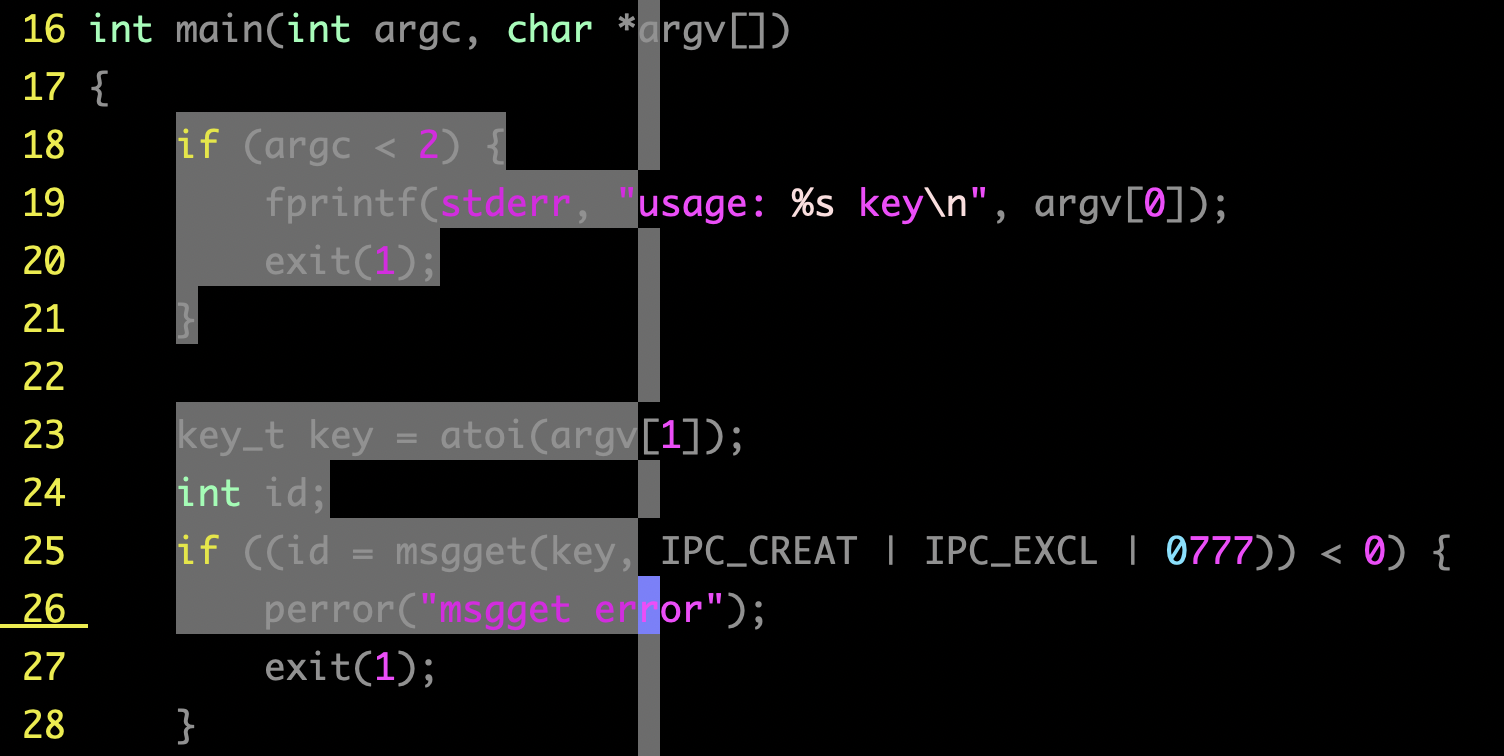 16 int main(int argc, char *argv[])
17 {
18     if (argc < 2) {
19         fprintf(stderr, "usage: %s key\n", argv[0]);
20         exit(1);
21     }
22
23     key_t key = atoi(argv[1]);
24     int id;
25     if ((id = msgget(key, IPC_CREAT | IPC_EXCL | 0777)) < 0) {
26         perror("msgget error");
27         exit(1);
28     }